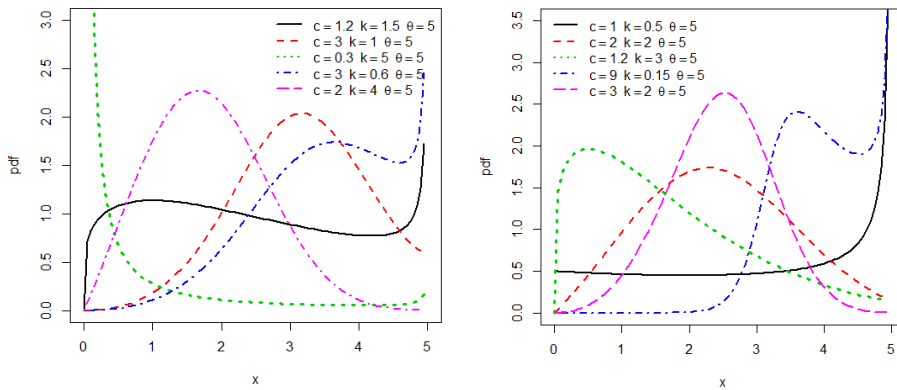 c = 1.2 k = 1.5 θ = 5
c = 3 k = 1 θ = 5
c = 0.3 k = 5 θ = 5
c = 3 k = 0.6 θ = 5
c = 2 k = 4 θ = 5
pdf
3.0
2.5
2.0
1.5
1.0
0.5
0.0
0 1 2 3 4 5
x
c = 1 k = 0.5 θ = 5
c = 2 k = 2 θ = 5
c = 1.2 k = 3 θ = 5
c = 9 k = 0.15 θ = 5
c = 3 k = 2 θ = 5
pdf
3.5
3.0
2.5
2.0
1.5
1.0
0.5
0.0
0 1 2 3 4 5
x